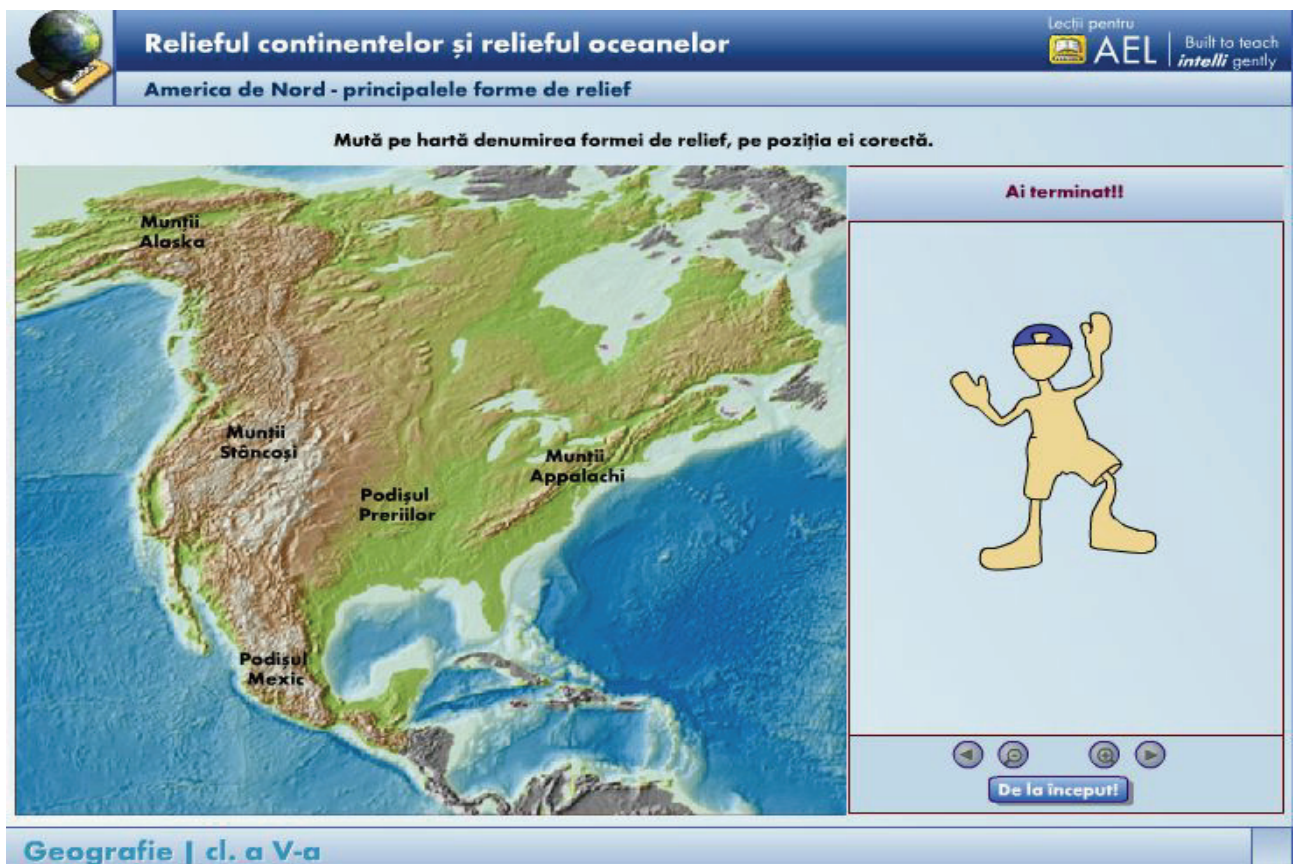 Lecții pentru
AEL
Built to teach
intelli gently
Relieful continentelor și relieful oceanelor
America de Nord - principalele forme de relief
Mută pe hartă denumirea formei de relief, pe poziția ei corectă.
Ai terminat!!
Munții
Alaska
Munții
Stâncoși
Munții
Appalachi
Podișul
Preriilor
Podișul
Mexic
De la început!
Geografie | cl. a V-a